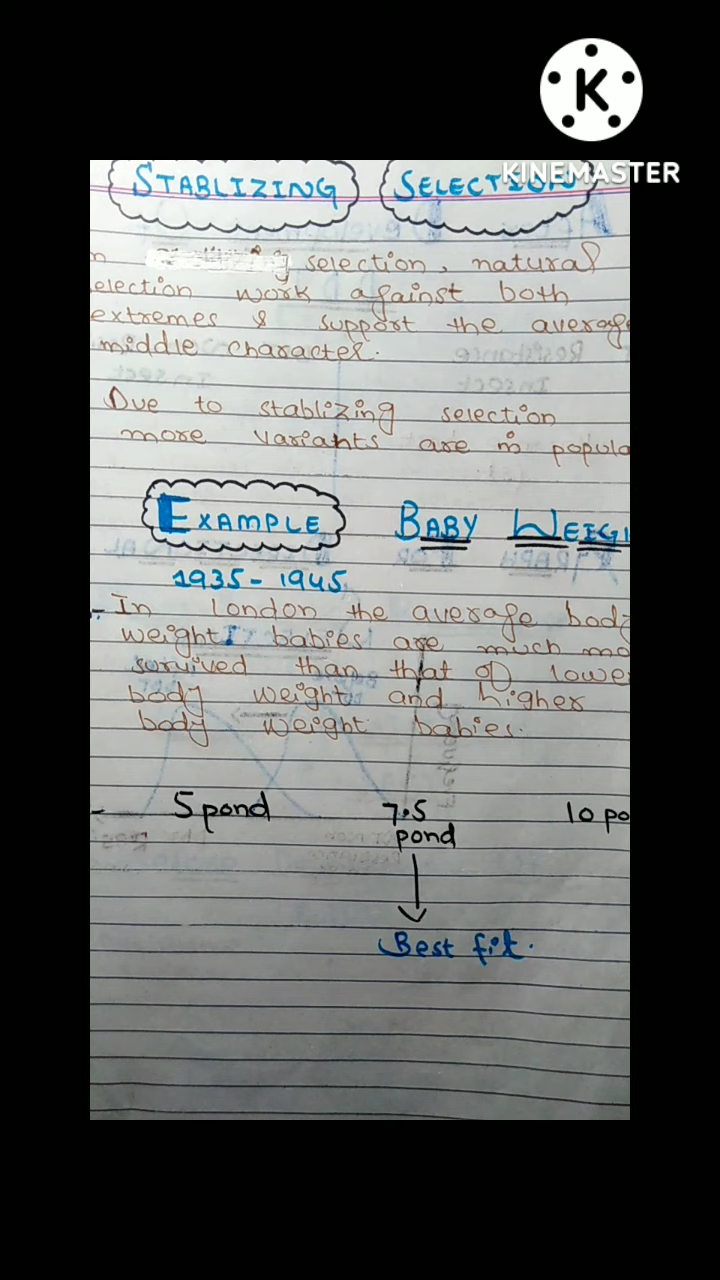 K
KINEMASTER
STABLIZING SELECTION
n selection, natural
election work against both
extremes & support the average
middle character.
Due to stablizing selection
more variants are in popula
EXAMPLE BABY WEIG
1935 - 1945
- In london the average body
weight babies are much mo
survived than that of lowe
body weight and higher
body weight babies.
- 5 pond 7.5 10 po
pond
Best fit.